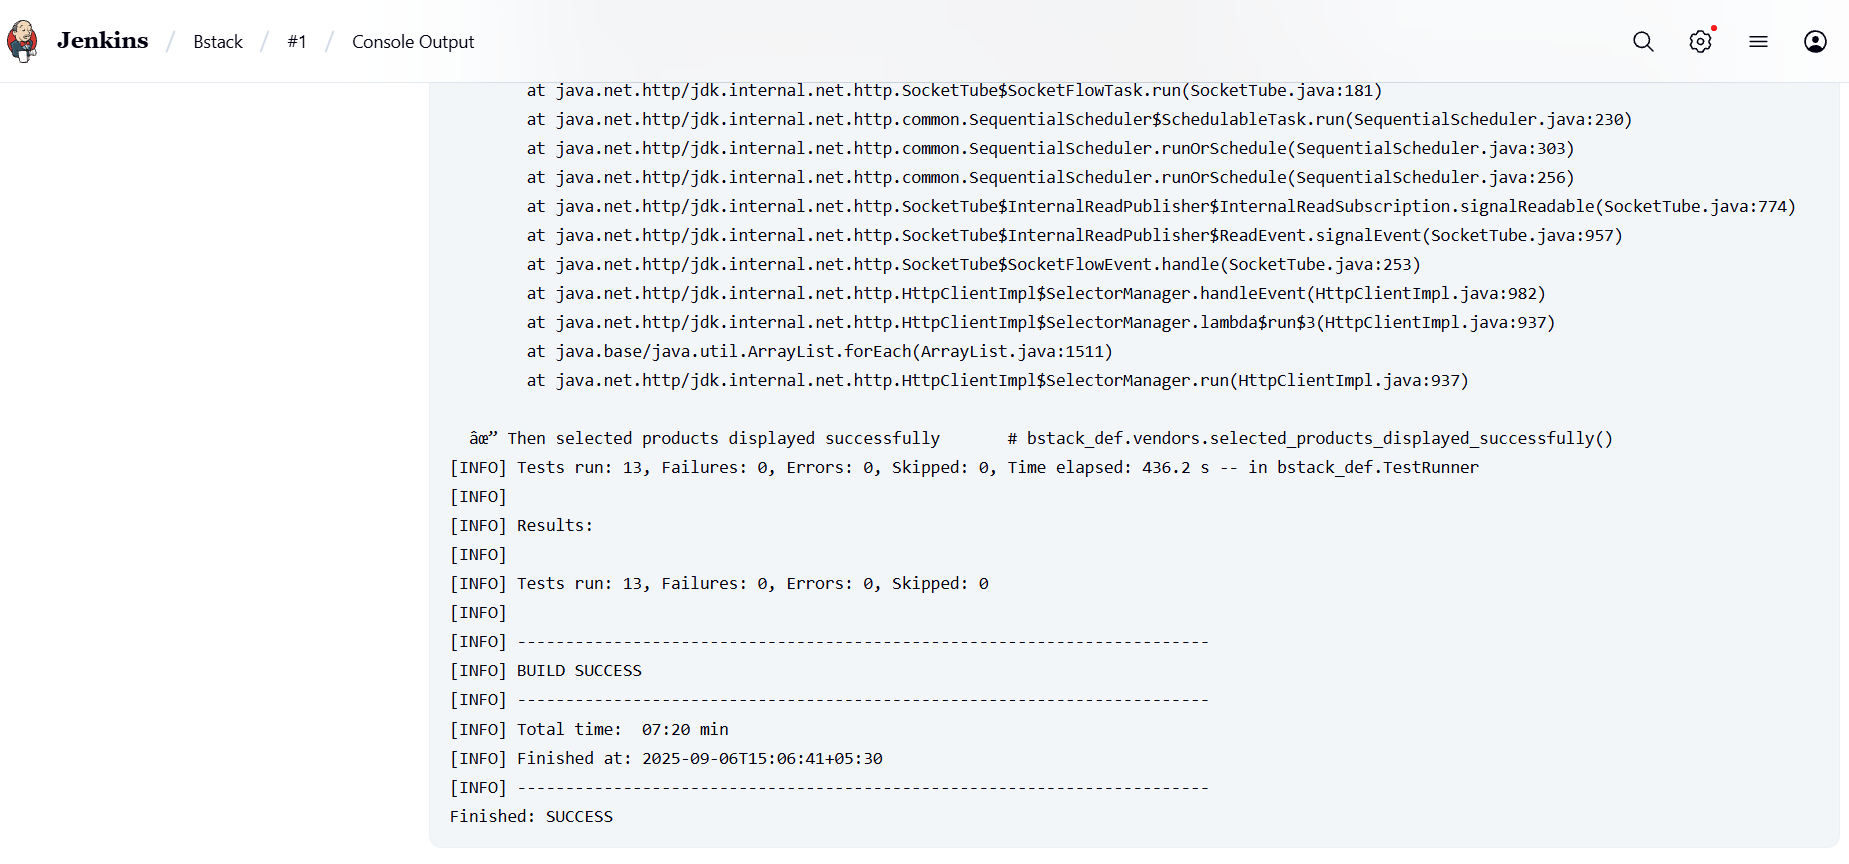 Jenkins / Bstack / #1 / Console Output
at java.net.http/jdk.internal.net.http.SocketTube$SocketFlowTask.run(SocketTube.java:181)
at java.net.http/jdk.internal.net.http.common.SequentialScheduler$SchedulableTask.run(SequentialScheduler.java:230)
at java.net.http/jdk.internal.net.http.common.SequentialScheduler.runOrSchedule(SequentialScheduler.java:303)
at java.net.http/jdk.internal.net.http.common.SequentialScheduler.runOrSchedule(SequentialScheduler.java:256)
at java.net.http/jdk.internal.net.http.SocketTube$InternalReadPublisher$InternalReadSubscription.signalReadable(SocketTube.java:774)
at java.net.http/jdk.internal.net.http.SocketTube$InternalReadPublisher$ReadEvent.signalEvent(SocketTube.java:957)
at java.net.http/jdk.internal.net.http.SocketTube$SocketFlowEvent.handle(SocketTube.java:253)
at java.net.http/jdk.internal.net.http.HttpClientImpl$SelectorManager.handleEvent(HttpClientImpl.java:982)
at java.net.http/jdk.internal.net.http.HttpClientImpl$SelectorManager.lambda$run$3(HttpClientImpl.java:937)
at java.base/java.util.ArrayList.forEach(ArrayList.java:1511)
at java.net.http/jdk.internal.net.http.HttpClientImpl$SelectorManager.run(HttpClientImpl.java:937)
âœ” Then selected products displayed successfully # bstack_def.vendors.selected_products_displayed_successfully()
[INFO] Tests run: 13, Failures: 0, Errors: 0, Skipped: 0, Time elapsed: 436.2 s -- in bstack_def.TestRunner
[INFO]
[INFO] Results:
[INFO]
[INFO] Tests run: 13, Failures: 0, Errors: 0, Skipped: 0
[INFO]
[INFO] ------------------------------------------------------------------------
[INFO] BUILD SUCCESS
[INFO] ------------------------------------------------------------------------
[INFO] Total time:  07:20 min
[INFO] Finished at: 2025-09-06T15:06:41+05:30
[INFO] ------------------------------------------------------------------------
Finished: SUCCESS